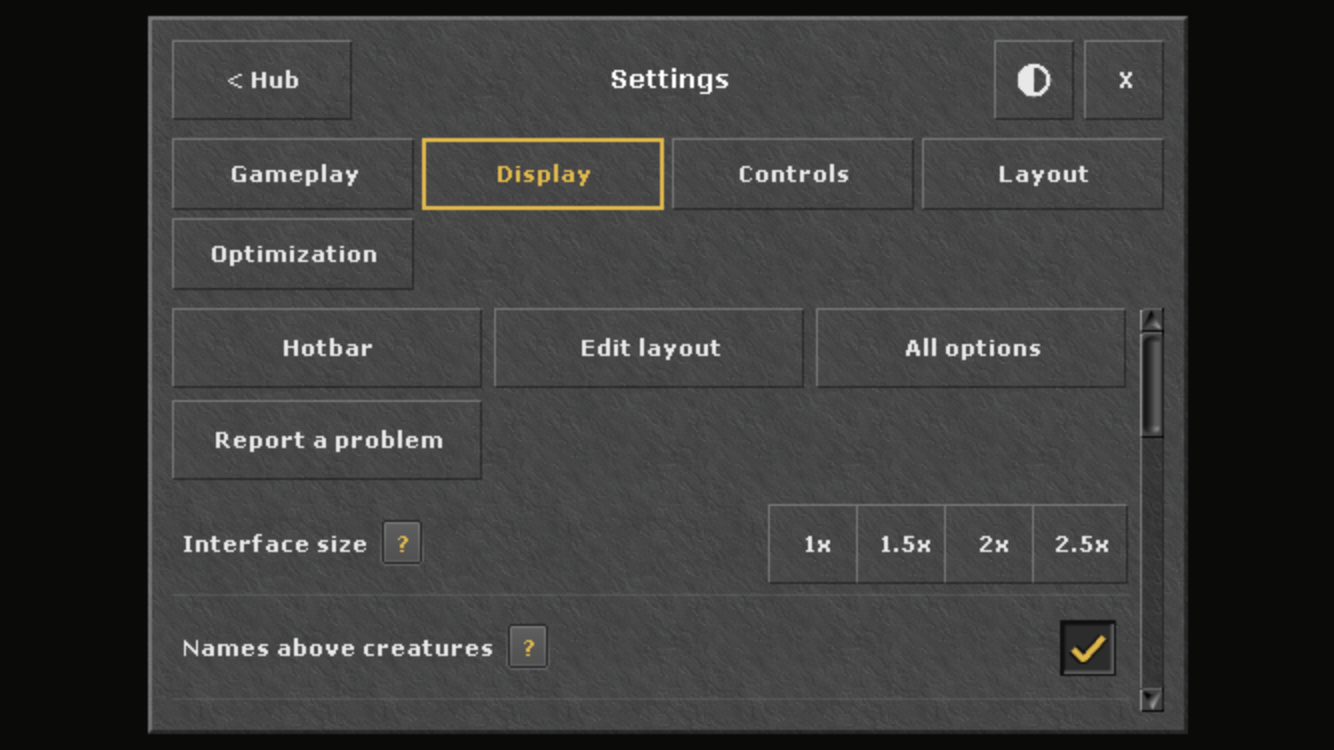 < Hub
Settings
x
Gameplay
Display
Controls
Layout
Optimization
Hotbar
Edit layout
All options
Report a problem
Interface size ?
1x 1.5x 2x 2.5x
Names above creatures ?